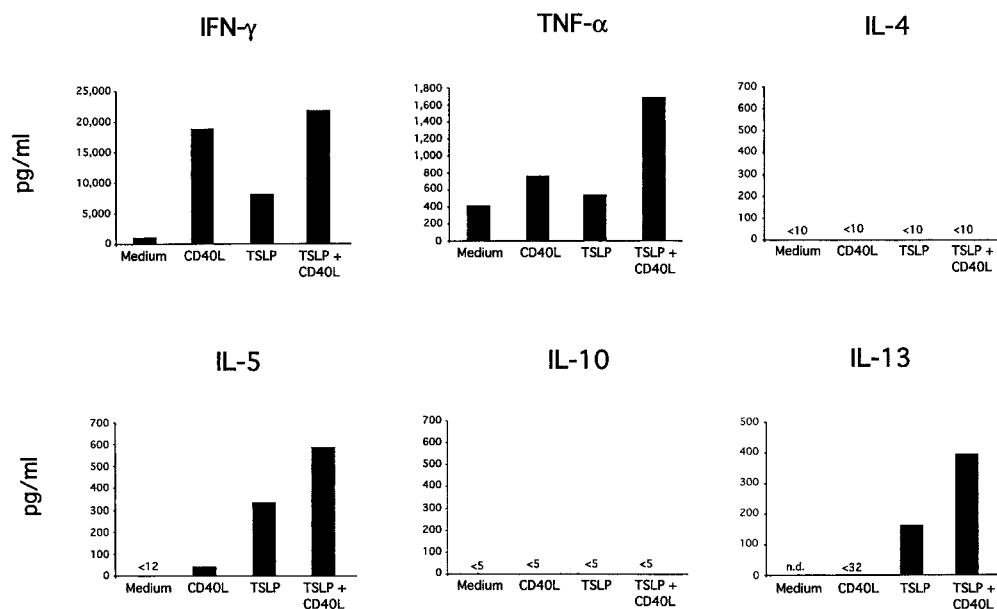 IFN-γ
TNF-α
IL-4
pg/ml
25,000
20,000
15,000
10,000
5,000
0
Medium
CD40L
TSLP
TSLP +
CD40L
1,800
1,600
1,400
1,200
1,000
800
600
400
200
0
Medium
CD40L
TSLP
TSLP +
CD40L
700
600
500
400
300
200
100
0
<10
<10
<10
<10
Medium
CD40L
TSLP
TSLP +
CD40L
IL-5
IL-10
IL-13
pg/ml
700
600
500
400
300
200
100
0
<12
Medium
CD40L
TSLP
TSLP +
CD40L
700
600
500
400
300
200
100
0
<5
<5
<5
<5
Medium
CD40L
TSLP
TSLP +
CD40L
500
400
300
200
100
0
n.d.
<32
Medium
CD40L
TSLP
TSLP +
CD40L